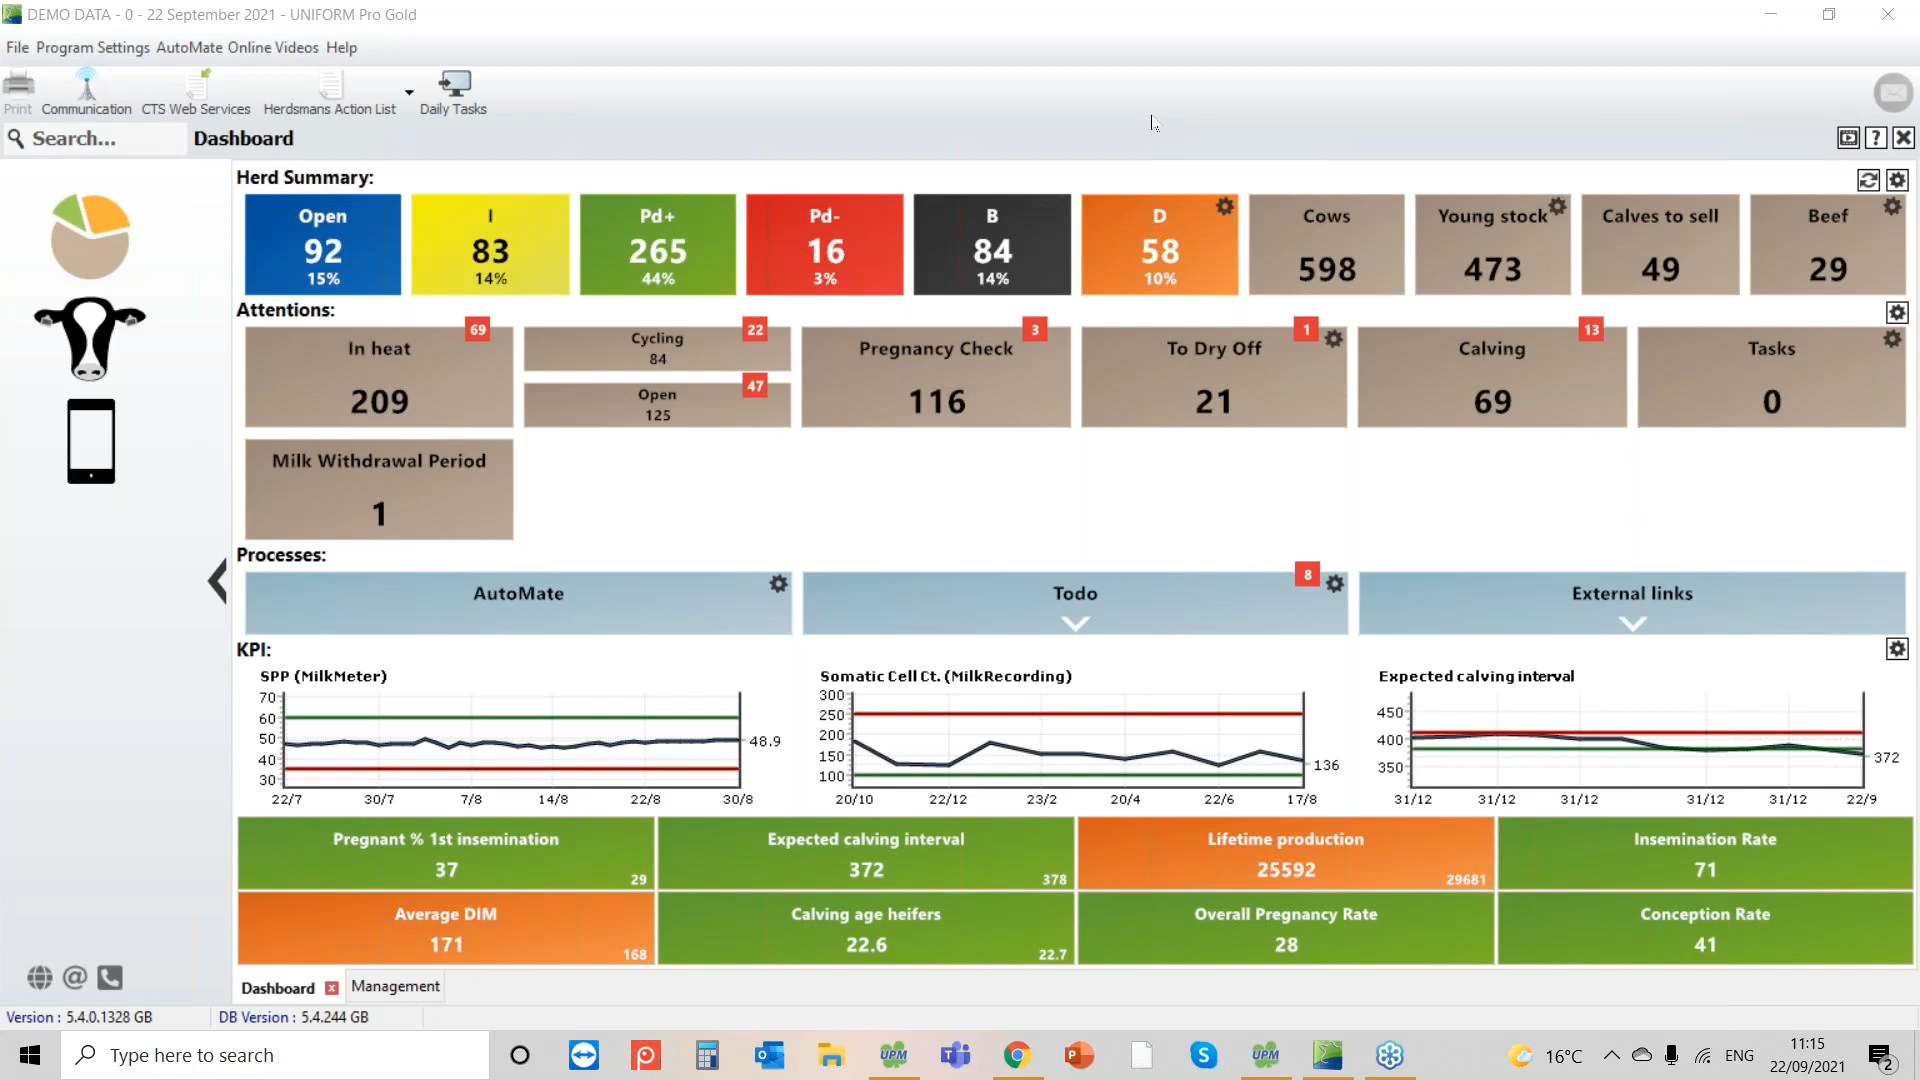 DEMO DATA - 0 - 22 September 2021 - UNIFORM Pro Gold
File Program Settings AutoMate Online Videos Help
Print Communication CTS Web Services Herdsmans Action List Daily Tasks
Search... Dashboard
Herd Summary:
Open I Pd+ Pd- B D Cows Young stock Calves to sell Beef
92 83 265 16 84 58 598 473 49 29
15% 14% 44% 3% 14% 10%
Attentions:
69 22 3 1 13
In heat Cycling Pregnancy Check To Dry Off Calving Tasks
84
47
209 Open 116 21 69 0
125
Milk Withdrawal Period
1
Processes:
8
AutoMate Todo External links
KPI:
SPP (MilkMeter)
70
60
50
40
30
48.9
22/7 30/7 7/8 14/8 22/8 30/8
Somatic Cell Ct. (MilkRecording)
300
250
200
150
100
136
20/10 22/12 23/2 20/4 22/6 17/8
Expected calving interval
450
400
350
372
31/12 31/12 31/12 31/12 31/12 22/9
Pregnant % 1st insemination
37
29
Expected calving interval
372
378
Lifetime production
25592
29681
Insemination Rate
71
Average DIM
171
168
Calving age heifers
22.6
22.7
Overall Pregnancy Rate
28
Conception Rate
41
Dashboard x Management
Version : 5.4.0.1328 GB DB Version : 5.4.244 GB
Type here to search
UPM
UPM
16°C ENG
11:15
22/09/2021
2